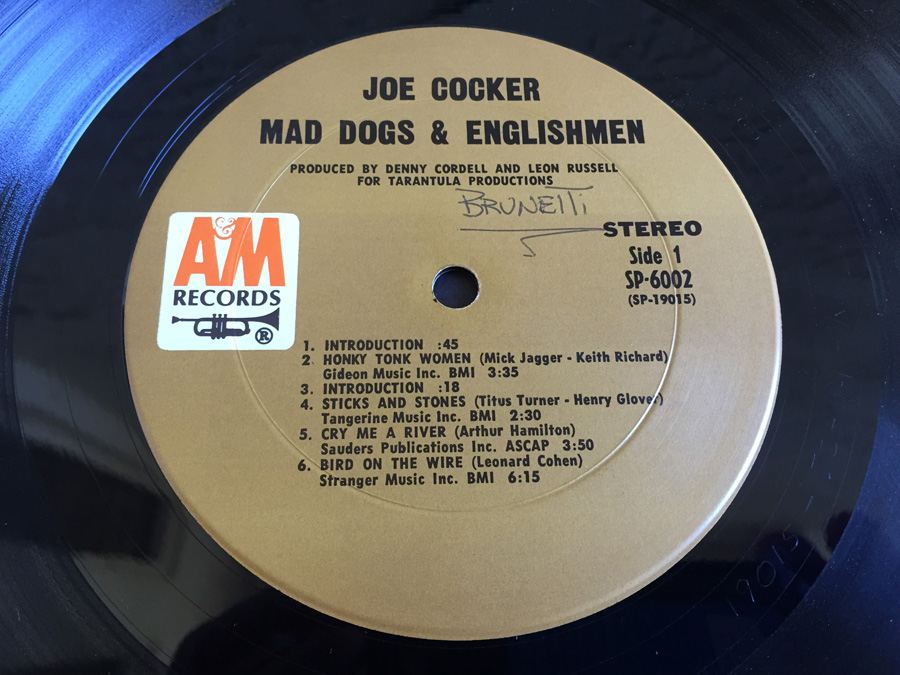 JOE COCKER
MAD DOGS & ENGLISHMEN
PRODUCED BY DENNY CORDELL AND LEON RUSSELL
FOR TARANTULA PRODUCTIONS
BRUNETTi
STEREO
Side 1
SP-6002
(SP-19015)
A&M
RECORDS
®
1. INTRODUCTION :45
2 HONKY TONK WOMEN (Mick Jagger - Keith Richard)
Gideon Music Inc. BMI 3:35
3. INTRODUCTION :18
4. STICKS AND STONES (Titus Turner - Henry Glover)
Tangerine Music Inc. BMI 2:30
5. CRY ME A RIVER (Arthur Hamilton)
Sauders Publications Inc. ASCAP 3:50
6. BIRD ON THE WIRE (Leonard Cohen)
Stranger Music Inc. BMI 6:15
19015